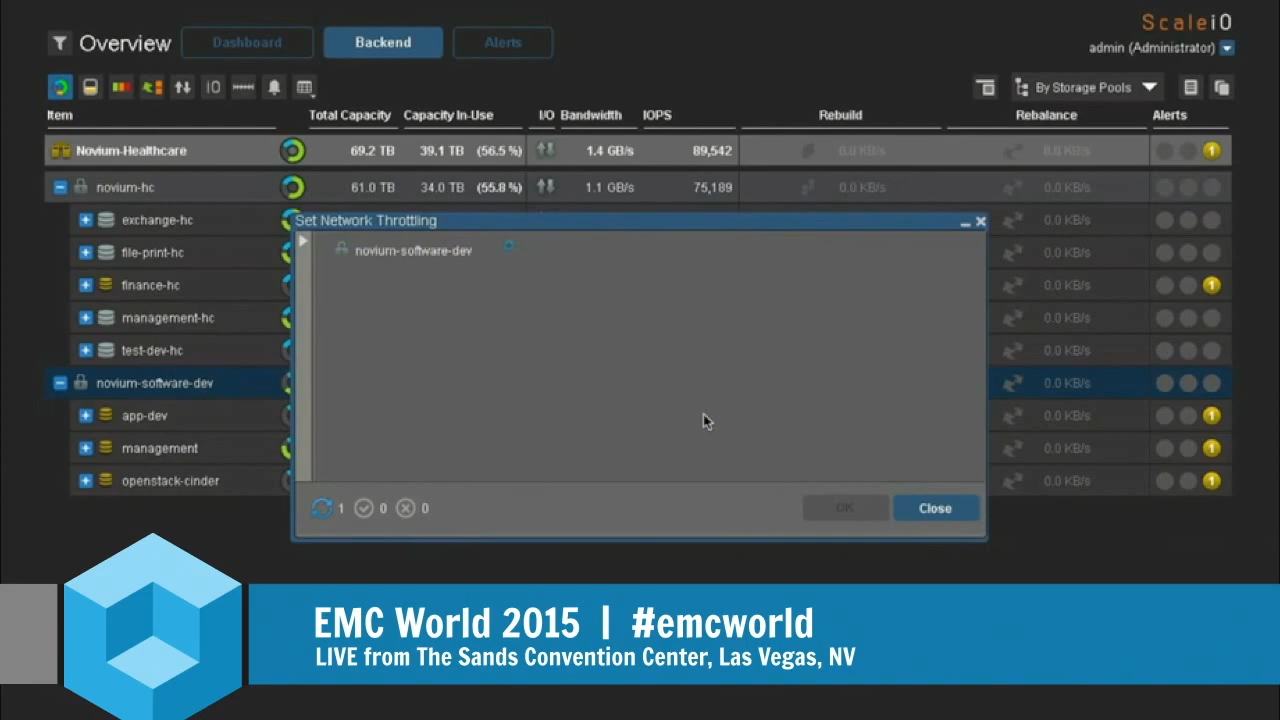 ScaleiO
Overview Dashboard Backend Alerts
admin (Administrator)
IO By Storage Pools
Item Total Capacity Capacity In-Use I/O Bandwidth IOPS Rebuild Rebalance Alerts
Novium-Healthcare 69.2 TB 39.1 TB (56.5 %) 1.4 GB/s 89,542 0.0 KB/s 0.0 KB/s 1
novium-hc 61.0 TB 34.0 TB (55.8 %) 1.1 GB/s 75,189 0.0 KB/s 0.0 KB/s
exchange-hc 0.0 KB/s
file-print-hc 0.0 KB/s
finance-hc 0.0 KB/s 1
management-hc 0.0 KB/s
test-dev-hc 0.0 KB/s
novium-software-dev 0.0 KB/s
app-dev 0.0 KB/s 1
management 0.0 KB/s 1
openstack-cinder 0.0 KB/s 1
Set Network Throttling
novium-software-dev
1 0 0 OK Close
EMC World 2015 | #emcworld
LIVE from The Sands Convention Center, Las Vegas, NV